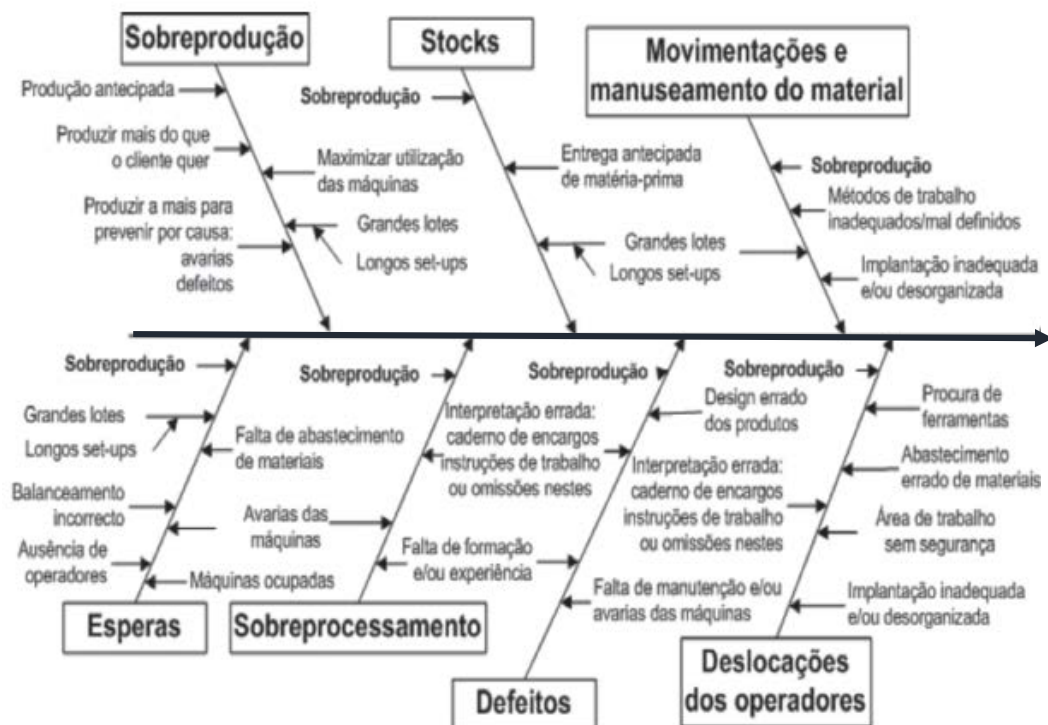 Sobreprodução
Produção antecipada
Produzir mais do que
o cliente quer
Maximizar utilização
das máquinas
Produzir a mais para
prevenir por causa:
avarias
defeitos
Grandes lotes
Longos set-ups
Stocks
Sobreprodução
Entrega antecipada
de matéria-prima
Grandes lotes
Longos set-ups
Movimentações e
manuseamento do material
Sobreprodução
Métodos de trabalho
inadequados/mal definidos
Implantação inadequada
e/ou desorganizada
Sobreprodução
Grandes lotes
Longos set-ups
Falta de abastecimento
de materiais
Balanceamento
incorrecto
Avarias das
máquinas
Ausência de
operadores
Máquinas ocupadas
Esperas
Sobreprodução
Interpretação errada:
caderno de encargos
instruções de trabalho
ou omissões nestes
Falta de formação
e/ou experiência
Sobreprocessamento
Sobreprodução
Design errado
dos produtos
Falta de manutenção e/ou
avarias das máquinas
Defeitos
Sobreprodução
Procura de
ferramentas
Abastecimento
errado de materiais
Interpretação errada:
caderno de encargos
instruções de trabalho
ou omissões nestes
Área de trabalho
sem segurança
Implantação inadequada
e/ou desorganizada
Deslocações
dos operadores